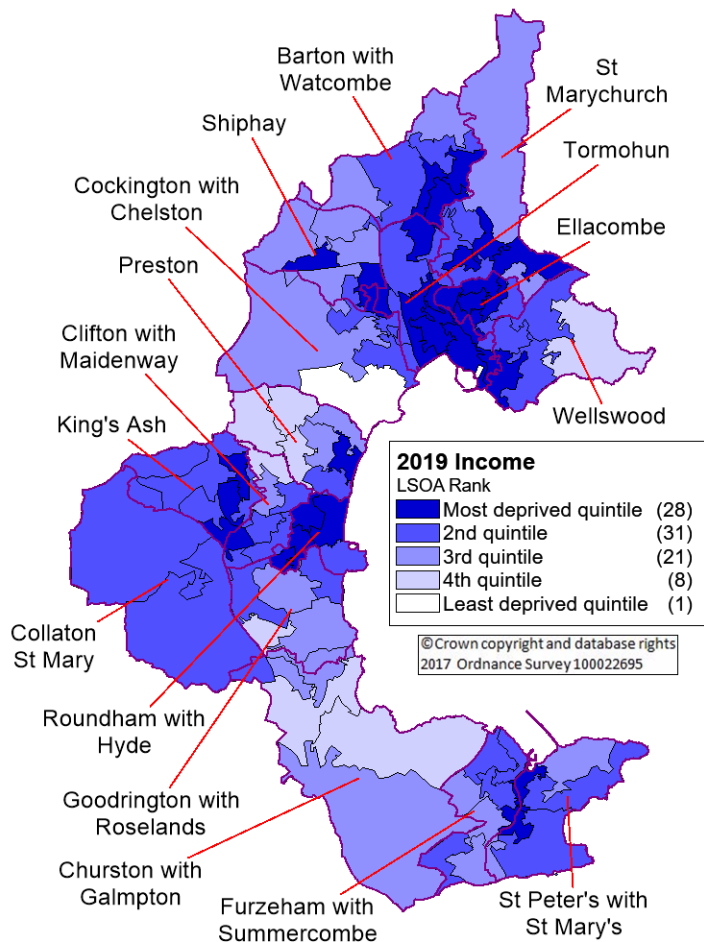 Barton with
Watcombe
St
Marychurch
Shiphay
Tormohun
Cockington with
Chelston
Ellacombe
Preston
Clifton with
Maidenway
King's Ash
Wellswood
2019 Income
LSOA Rank
Most deprived quintile (28)
2nd quintile (31)
3rd quintile (21)
4th quintile (8)
Least deprived quintile (1)
©Crown copyright and database rights
2017 Ordnance Survey 100022695
Collaton
St Mary
Roundham with
Hyde
Goodrington with
Roselands
Churston with
Galmpton
Furzeham with
Summercombe
St Peter's with
St Mary's